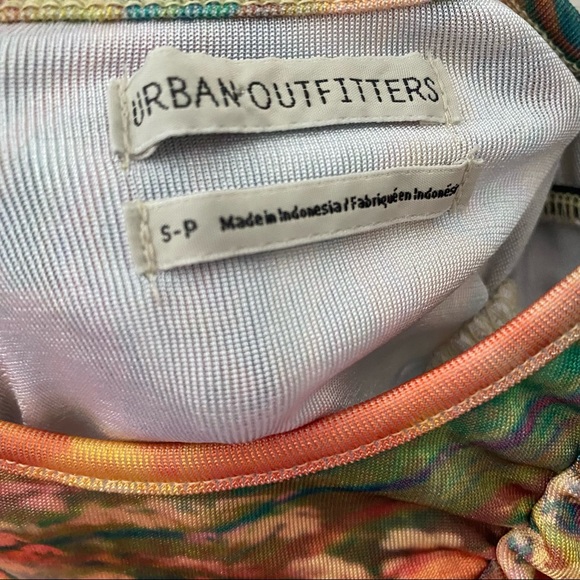 URBAN OUTFITTERS
S-P Made in Indonesia / Fabriqué en Indonésie